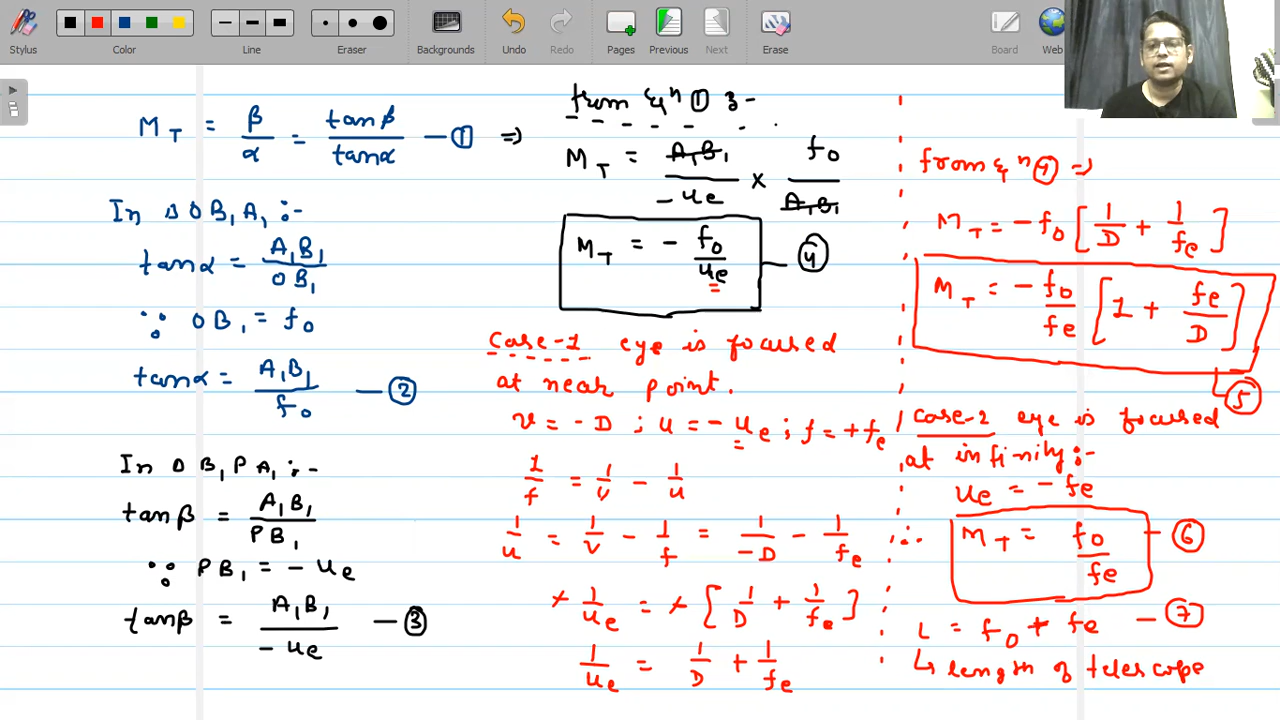 Stylus
Color
Line
Eraser
Backgrounds
Undo
Redo
Pages
Previous
Next
Erase
Board
Web
M_T = β/α = tanβ/tanα — ① ⇒
In Δ OB₁A₁ :-
tanα = A₁B₁/OB₁
∵ OB₁ = f₀
tanα = A₁B₁/f₀ — ②
In Δ B₁PA₁ :-
tanβ = A₁B₁/PB₁
∵ PB₁ = - uₑ
tanβ = A₁B₁/- uₑ — ③
from eqⁿ ① :-
M_T = A₁B₁/- uₑ × f₀/A₁B₁
M_T = - f₀/uₑ — ④
Case-1 eye is focused
at near point.
v = - D ; u = - uₑ ; f = + fₑ
1/f = 1/v - 1/u
1/u = 1/v - 1/f = 1/-D - 1/fₑ
- 1/uₑ = - [1/D + 1/fₑ]
1/uₑ = 1/D + 1/fₑ
from eqⁿ ④ ⇒
M_T = - f₀ [1/D + 1/fₑ]
M_T = - f₀/fₑ [1 + fₑ/D]
⑤
Case-2 eye is focused
at infinity :-
uₑ = - fₑ
∴ M_T = f₀/fₑ — ⑥
L = f₀ + fₑ — ⑦
↳ length of telescope